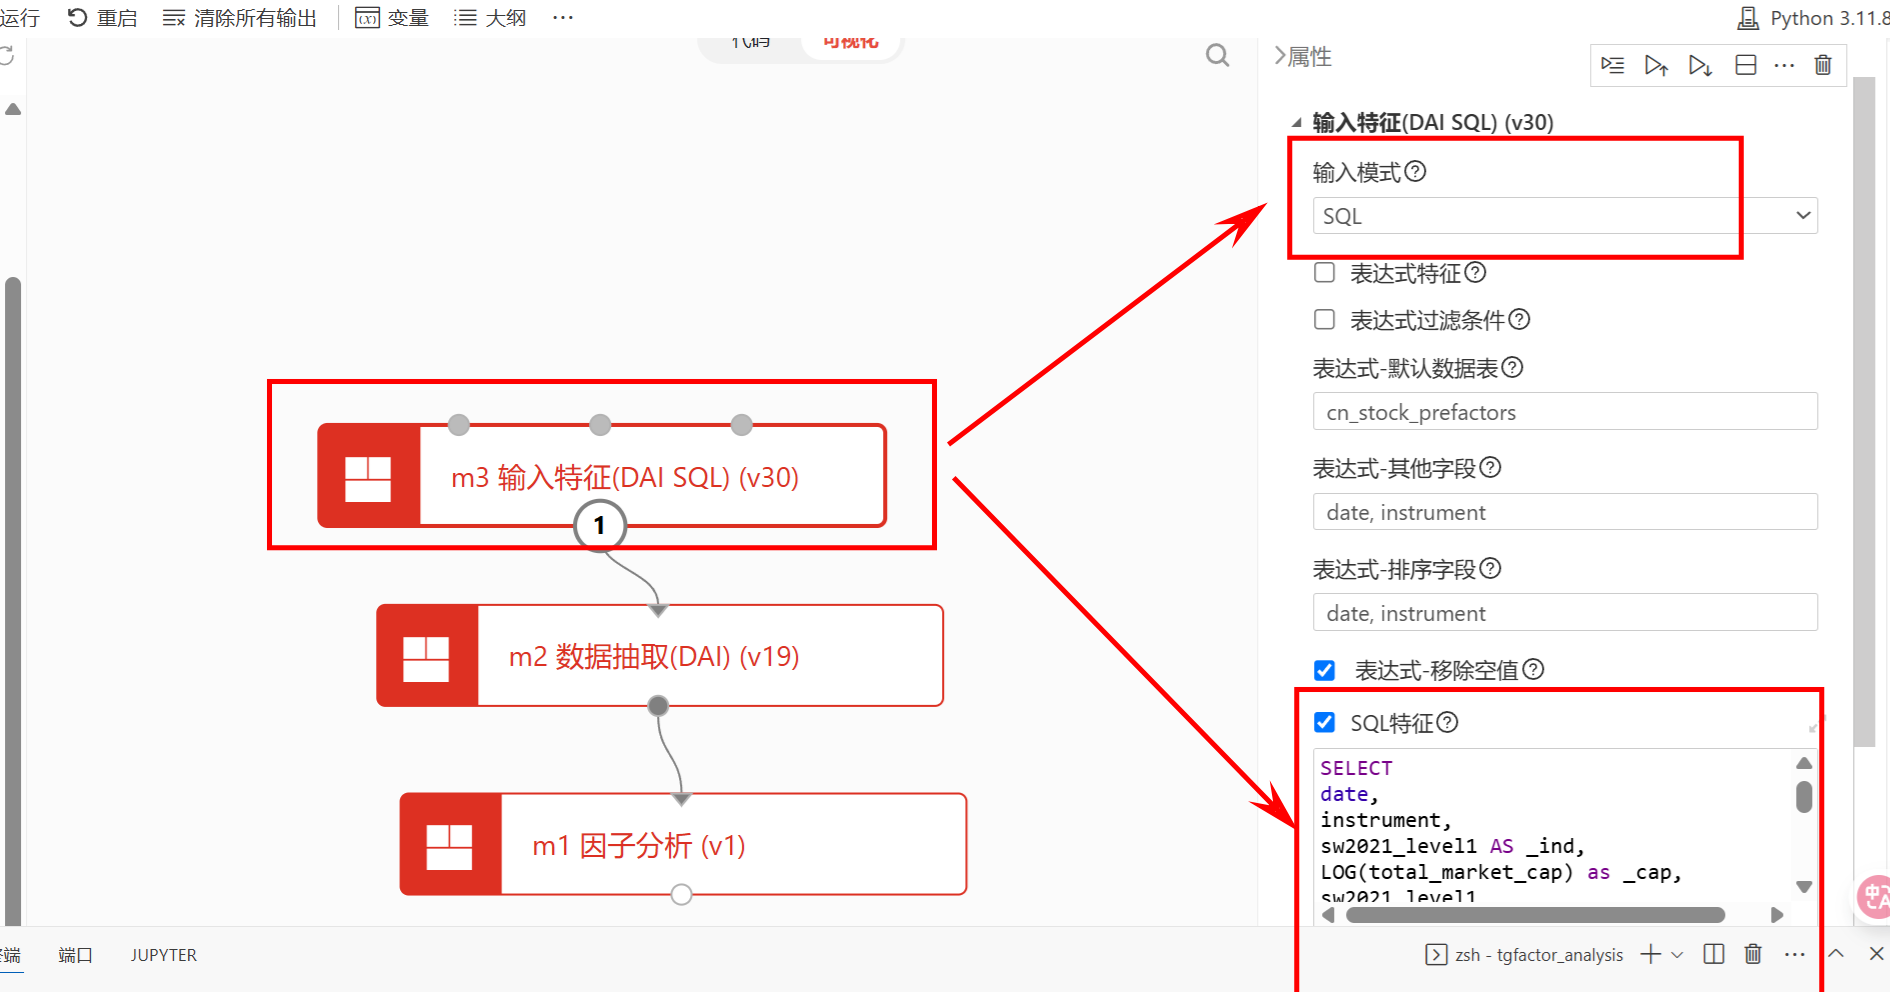 运行 重启 清除所有输出 变量 大纲 ···
Python 3.11.8
代码 可视化
属性
输入特征(DAI SQL) (v30)
输入模式
SQL
表达式特征
表达式过滤条件
表达式-默认数据表
cn_stock_prefactors
表达式-其他字段
date, instrument
表达式-排序字段
date, instrument
表达式-移除空值
SQL特征
SELECT
date,
instrument,
sw2021_level1 AS _ind,
LOG(total_market_cap) as _cap,
sw2021_level1
m3 输入特征(DAI SQL) (v30)
1
m2 数据抽取(DAI) (v19)
m1 因子分析 (v1)
终端 端口 JUPYTER
zsh - tgfactor_analysis